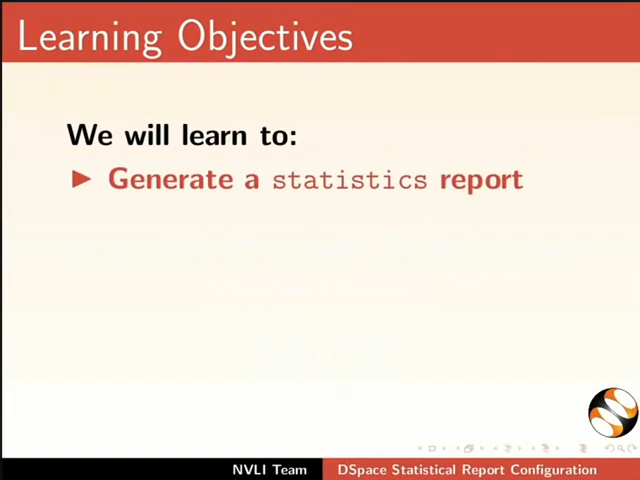 Learning Objectives
We will learn to:
▶ Generate a statistics report
NVLI Team
DSpace Statistical Report Configuration